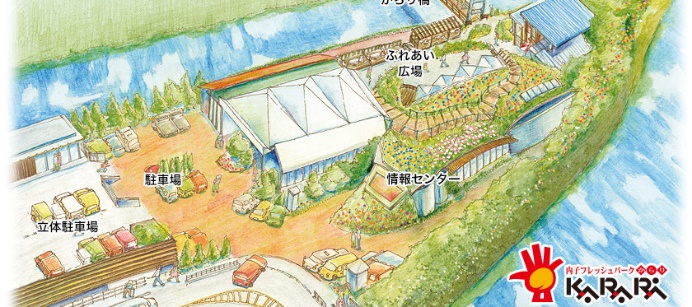 からり橋
ふれあい
広場
駐車場
情報センター
立体駐車場
内子フレッシュパークからり
KARARI